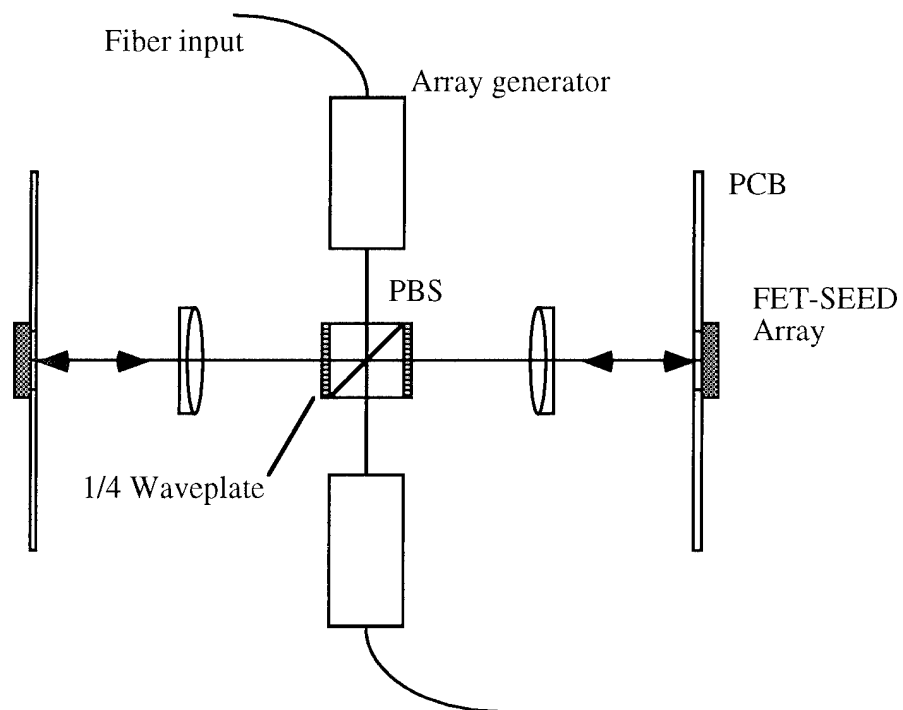 Fiber input
Array generator
PCB
PBS
FET-SEED
Array
1/4 Waveplate